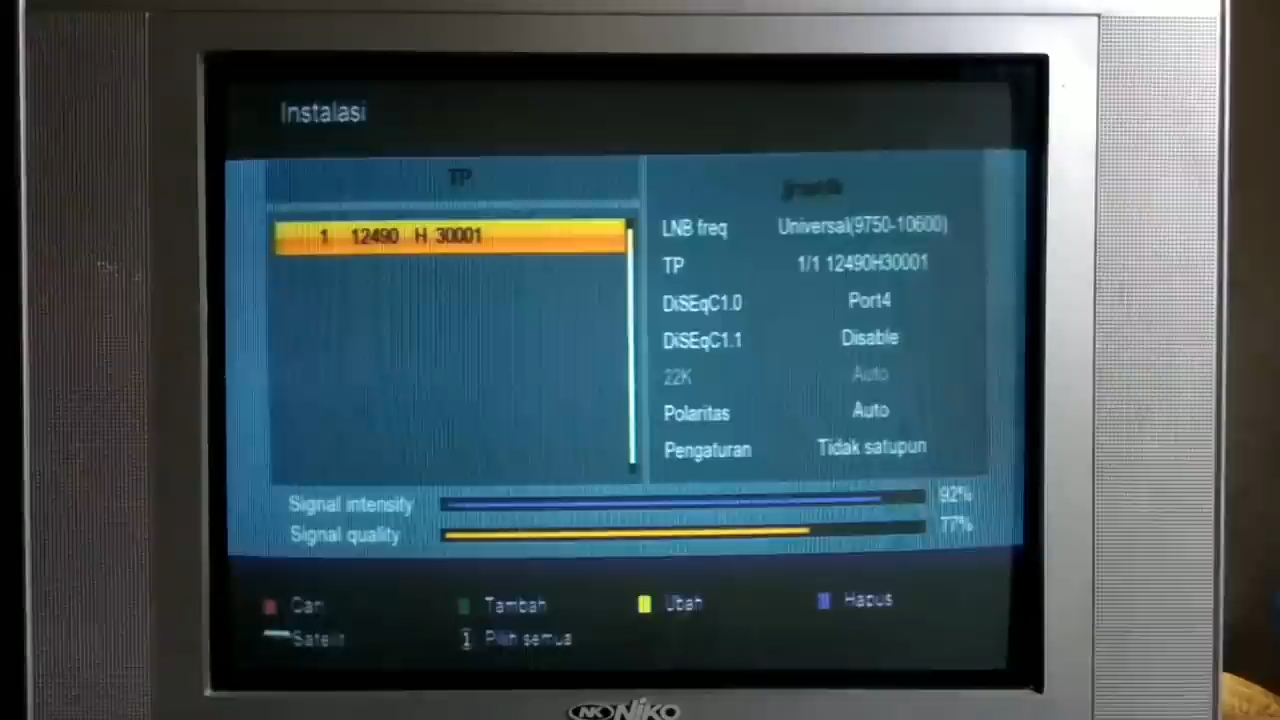 Instalasi
TP
1 12490 H 30001
LNB freq Universal(9750-10600)
TP 1/1 12490H30001
DiSEqC1.0 Port4
DiSEqC1.1 Disable
22K Auto
Polaritas Auto
Pengaturan Tidak satupun
Signal intensity 92%
Signal quality 77%
Cari Tambah Ubah Hapus
Satelit 1 Pilih semua
NK NIKO